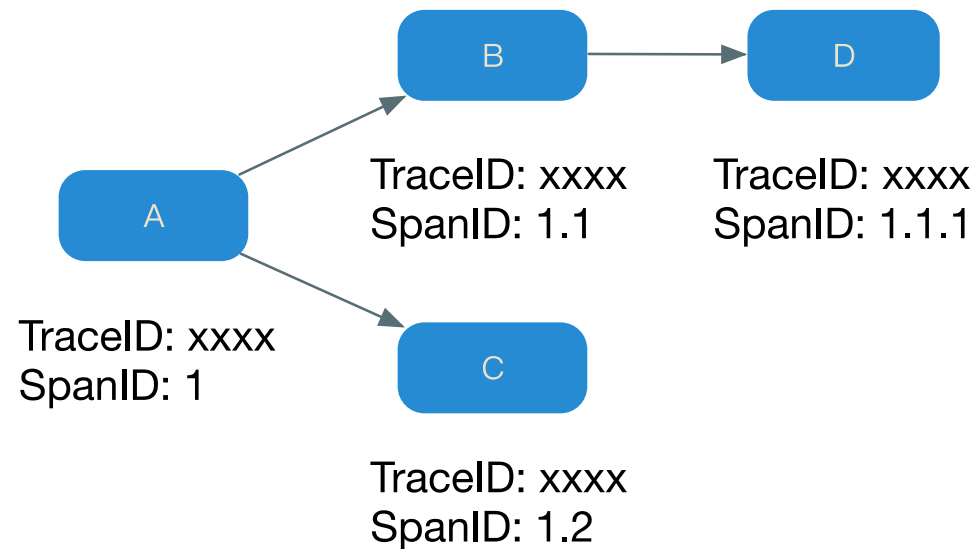 B
D
TraceID: xxxx
SpanID: 1.1
TraceID: xxxx
SpanID: 1.1.1
A
TraceID: xxxx
SpanID: 1
C
TraceID: xxxx
SpanID: 1.2